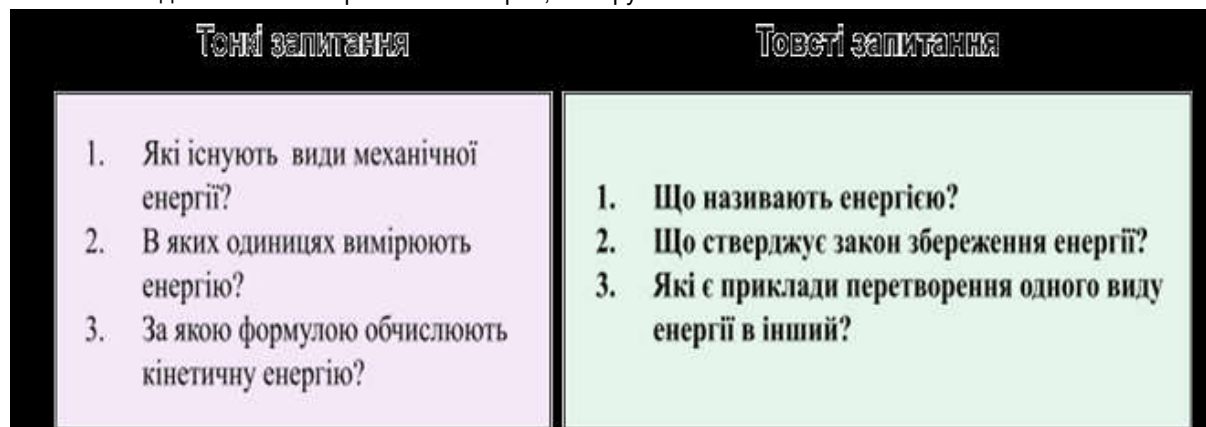 Тонкі запитання
Товсті запитання
1. Які існують види механічної
енергії?
2. В яких одиницях вимірюють
енергію?
3. За якою формулою обчислюють
кінетичну енергію?
1. Що називають енергією?
2. Що стверджує закон збереження енергії?
3. Які є приклади перетворення одного виду
енергії в інший?